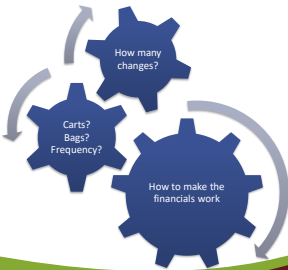 How many
changes?
Carts?
Bags?
Frequency?
How to make the
financials work